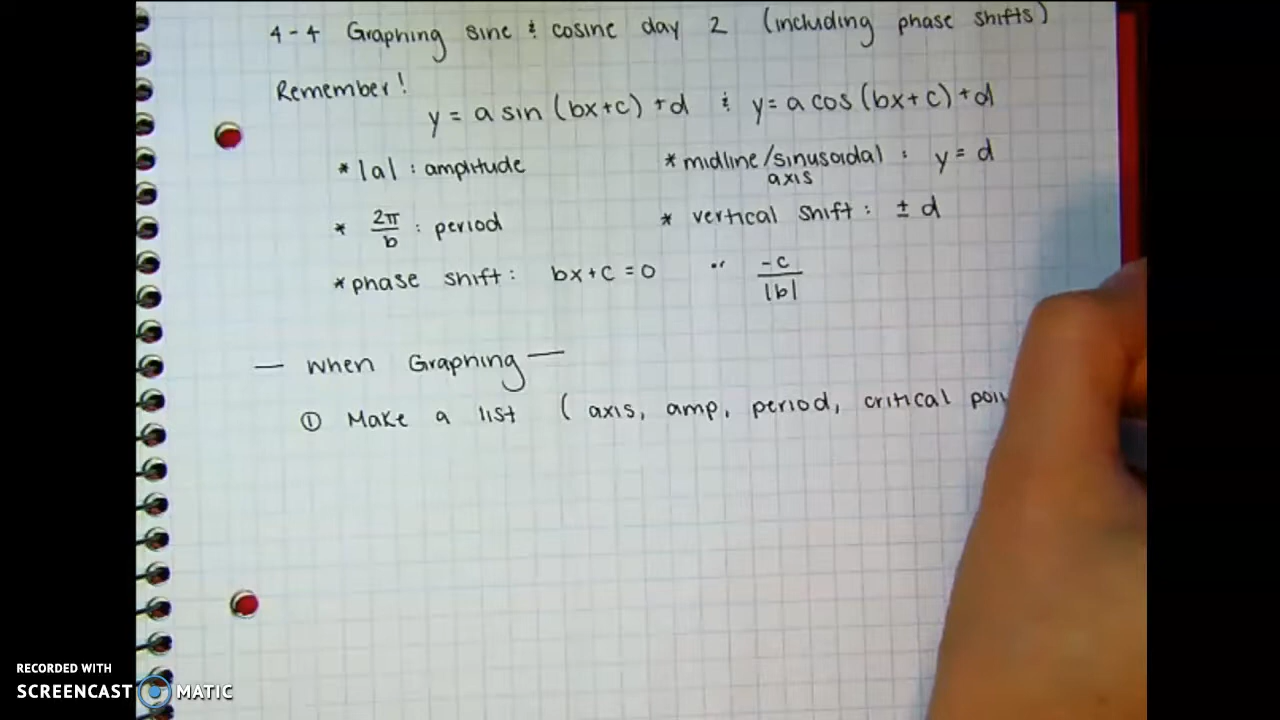 4-4 Graphing sine & cosine day 2 (including phase shifts)
Remember!
y = a sin (bx+c) +d & y= a cos (bx+c) +d
* |a| : amplitude * midline/sinusoidal : y = d
axis
* 2π/b : period * vertical shift : ± d
* phase shift : bx+c = 0 or -c/|b|
— When Graphing —
① Make a list ( axis, amp, period, critical
RECORDED WITH
SCREENCAST MATIC